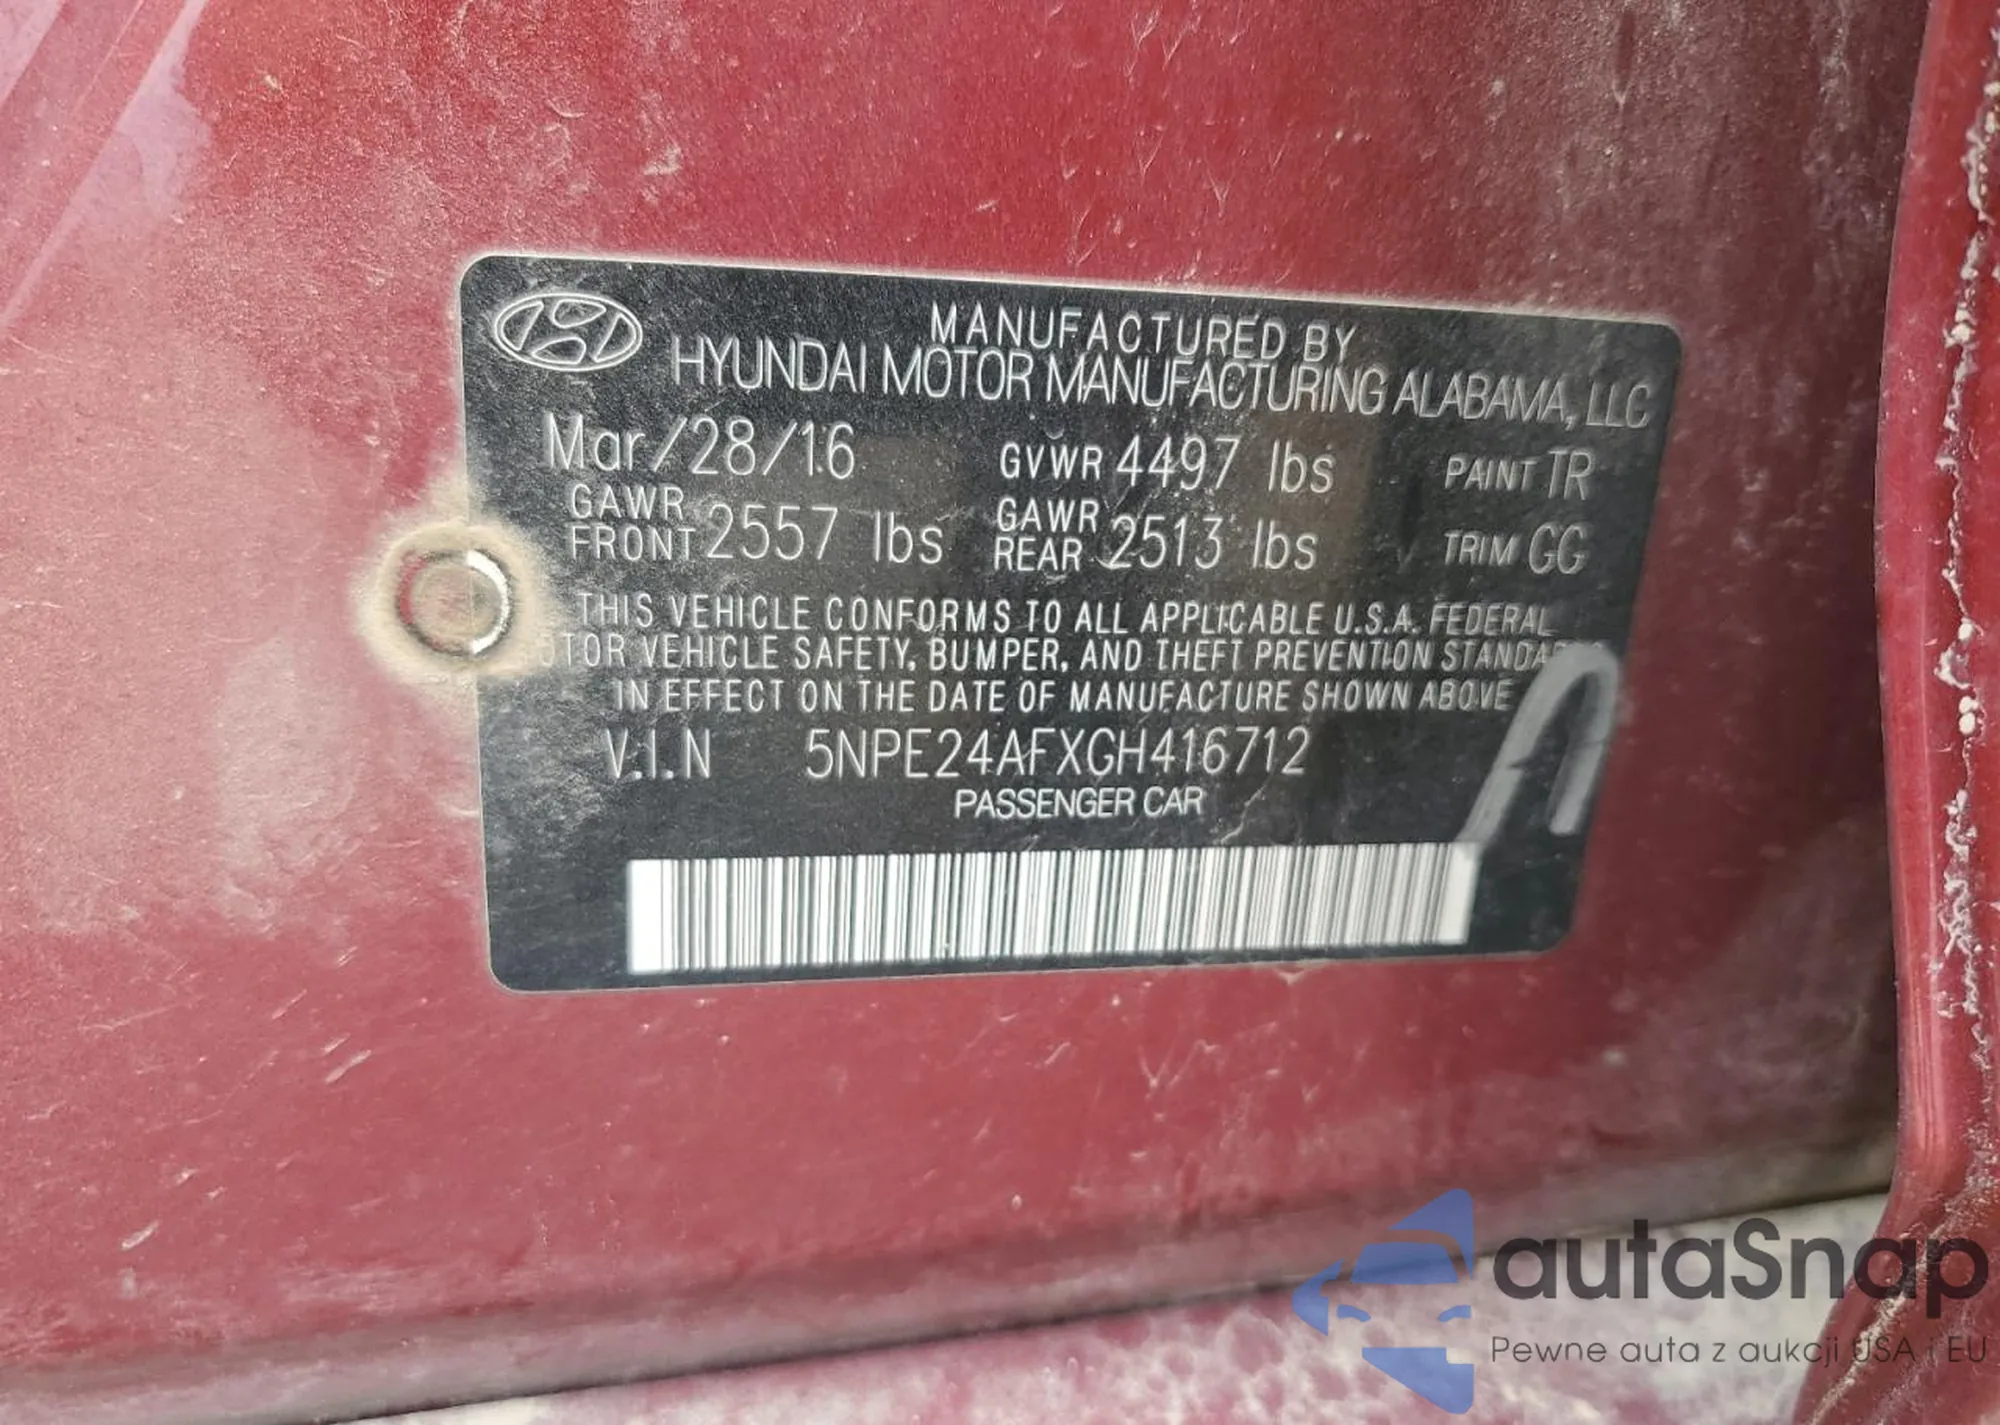 MANUFACTURED BY
HYUNDAI MOTOR MANUFACTURING ALABAMA, LLC
Mar/28/16 GVWR 4497 lbs PAINT TR
GAWR FRONT 2557 lbs GAWR REAR 2513 lbs TRIM GG
THIS VEHICLE CONFORMS TO ALL APPLICABLE U.S.A. FEDERAL
TOR VEHICLE SAFETY, BUMPER, AND THEFT PREVENTION STANDA
IN EFFECT ON THE DATE OF MANUFACTURE SHOWN ABOVE
V.I.N 5NPE24AFXGH416712
PASSENGER CAR
autaSnap
Pewne auta z aukcji USA i EU